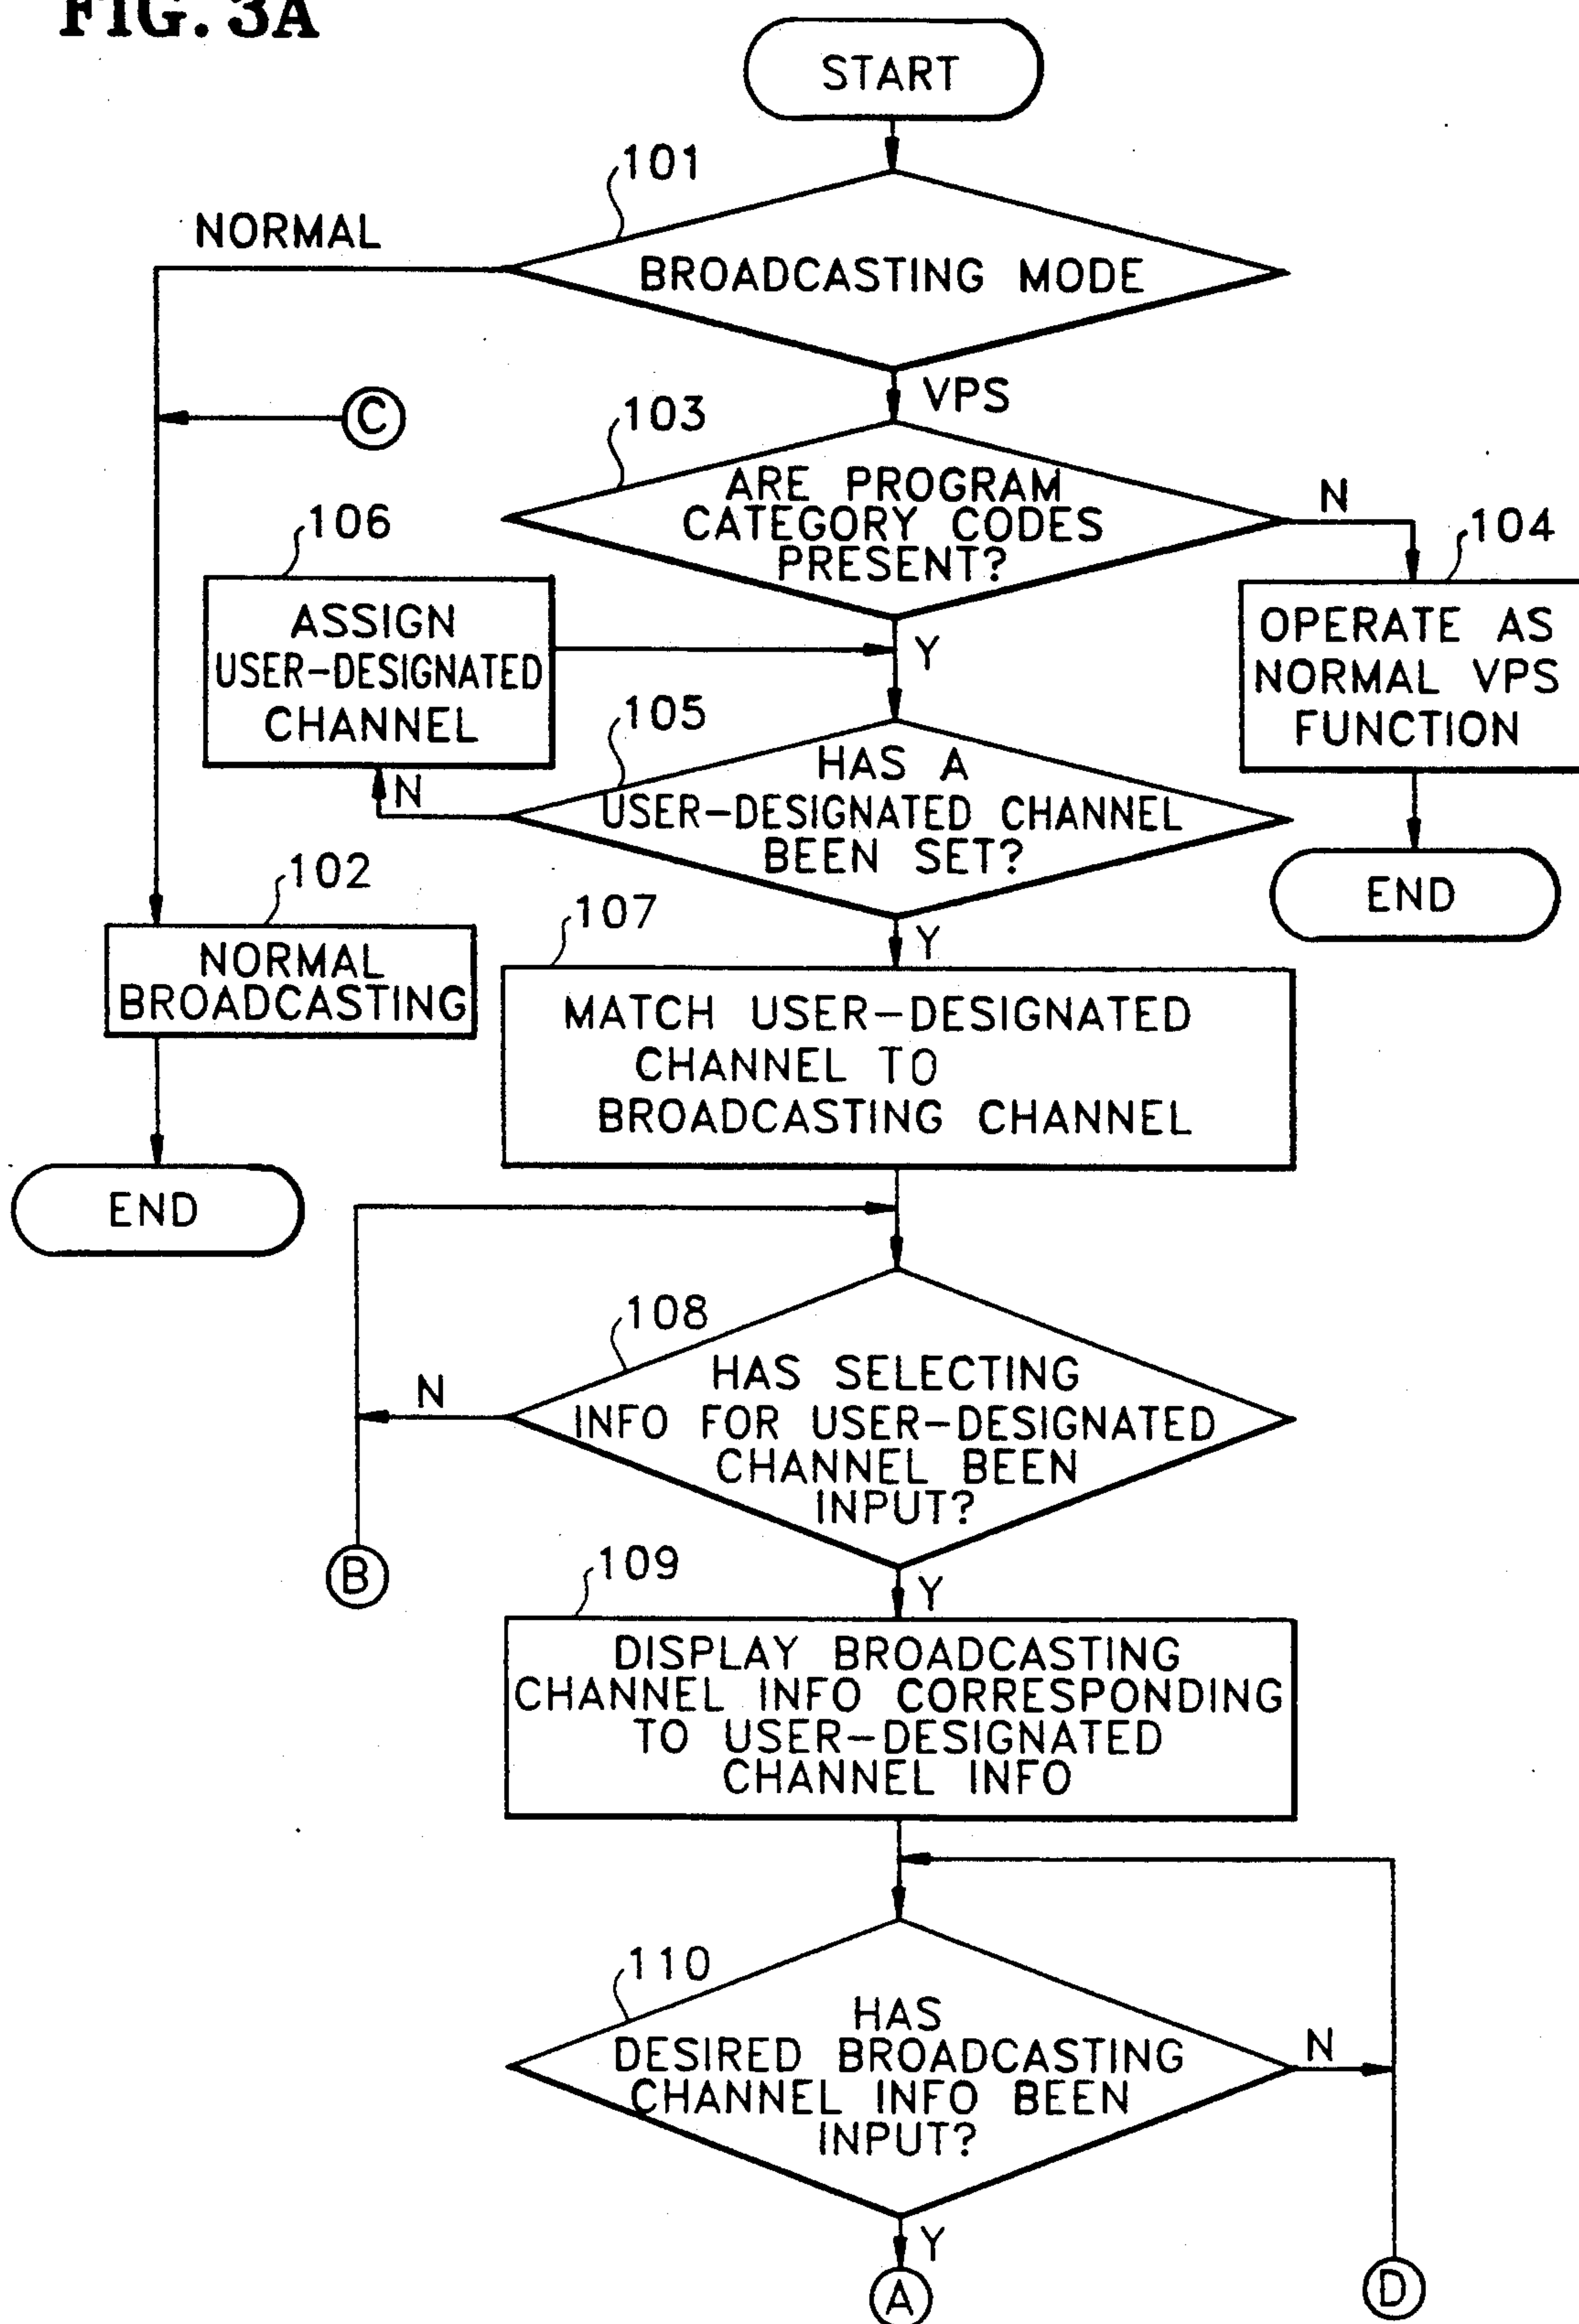 FIG. 3A
START
101
NORMAL
BROADCASTING MODE
VPS
C
103
ARE PROGRAM
CATEGORY CODES
PRESENT?
N
104
106
ASSIGN
USER-DESIGNATED
CHANNEL
Y
OPERATE AS
NORMAL VPS
FUNCTION
105
HAS A
USER-DESIGNATED CHANNEL
BEEN SET?
N
END
102
NORMAL
BROADCASTING
107
Y
MATCH USER-DESIGNATED
CHANNEL TO
BROADCASTING CHANNEL
END
108
HAS SELECTING
INFO FOR USER-DESIGNATED
CHANNEL BEEN
INPUT?
N
B
109
Y
DISPLAY BROADCASTING
CHANNEL INFO CORRESPONDING
TO USER-DESIGNATED
CHANNEL INFO
110
HAS
DESIRED BROADCASTING
CHANNEL INFO BEEN
INPUT?
N
Y
A
D